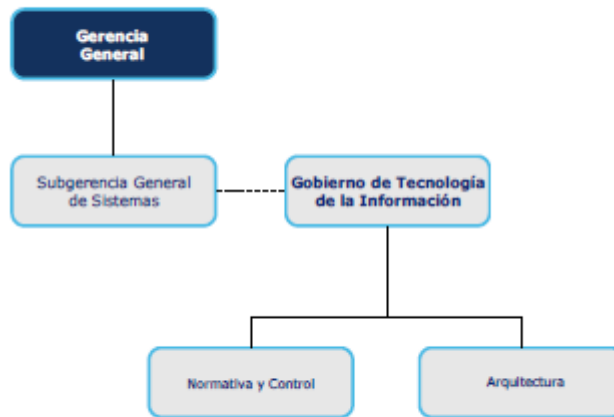 Gerencia
General
Subgerencia General
de Sistemas
Gobierno de Tecnología
de la Información
Normativa y Control
Arquitectura